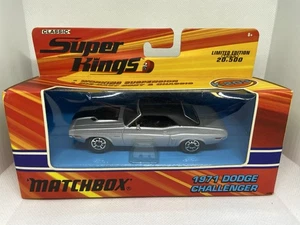 CLASSIC
Super
Kings
LIMITED EDITION
20,500
MATCHBOX
1971 DODGE
CHALLENGER